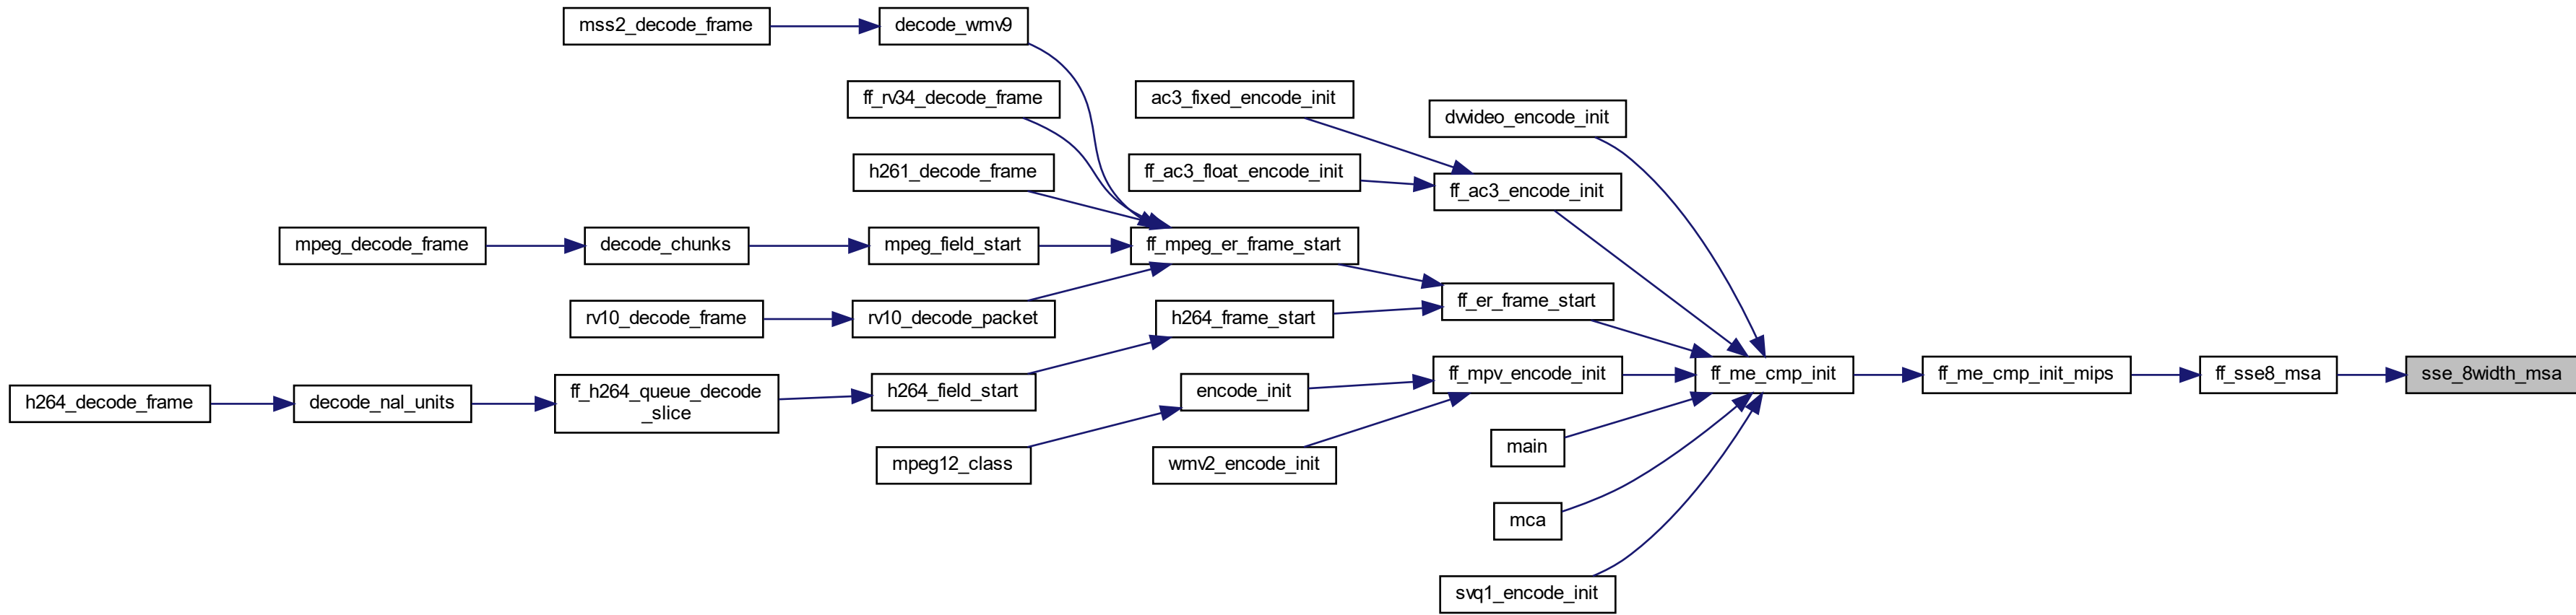 mss2_decode_frame
decode_wmv9
ff_rv34_decode_frame
ac3_fixed_encode_init
dvvideo_encode_init
h261_decode_frame
ff_ac3_float_encode_init
ff_ac3_encode_init
mpeg_decode_frame
decode_chunks
mpeg_field_start
ff_mpeg_er_frame_start
rv10_decode_frame
rv10_decode_packet
h264_frame_start
ff_er_frame_start
h264_decode_frame
decode_nal_units
ff_h264_queue_decode
_slice
h264_field_start
encode_init
ff_mpv_encode_init
ff_me_cmp_init
ff_me_cmp_init_mips
ff_sse8_msa
sse_8width_msa
mpeg12_class
wmv2_encode_init
main
mca
svq1_encode_init